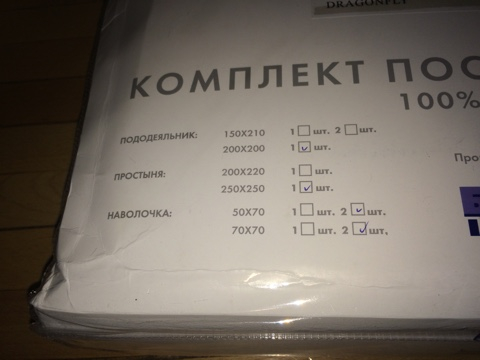 DRAGONFLY
КОМПЛЕКТ ПОС
100%
ПОДОДЕЯЛЬНИК: 150X210 1 шт. 2 шт.
200X200 1 шт.
ПРОСТЫНЯ: 200X220 1 шт.
250X250 1 шт.
НАВОЛОЧКА: 50X70 1 шт. 2 шт.
70X70 1 шт. 2 шт.
Про